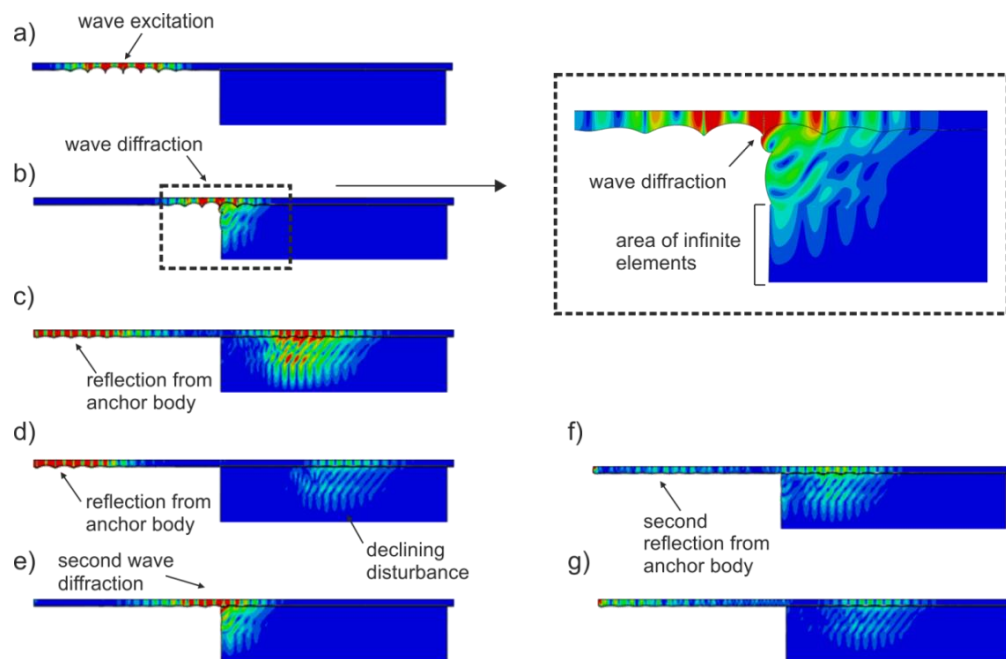 a)
wave excitation
b)
wave diffraction
wave diffraction
area of infinite
elements
c)
reflection from
anchor body
d)
reflection from
anchor body
declining
disturbance
e)
second wave
diffraction
f)
second
reflection from
anchor body
g)